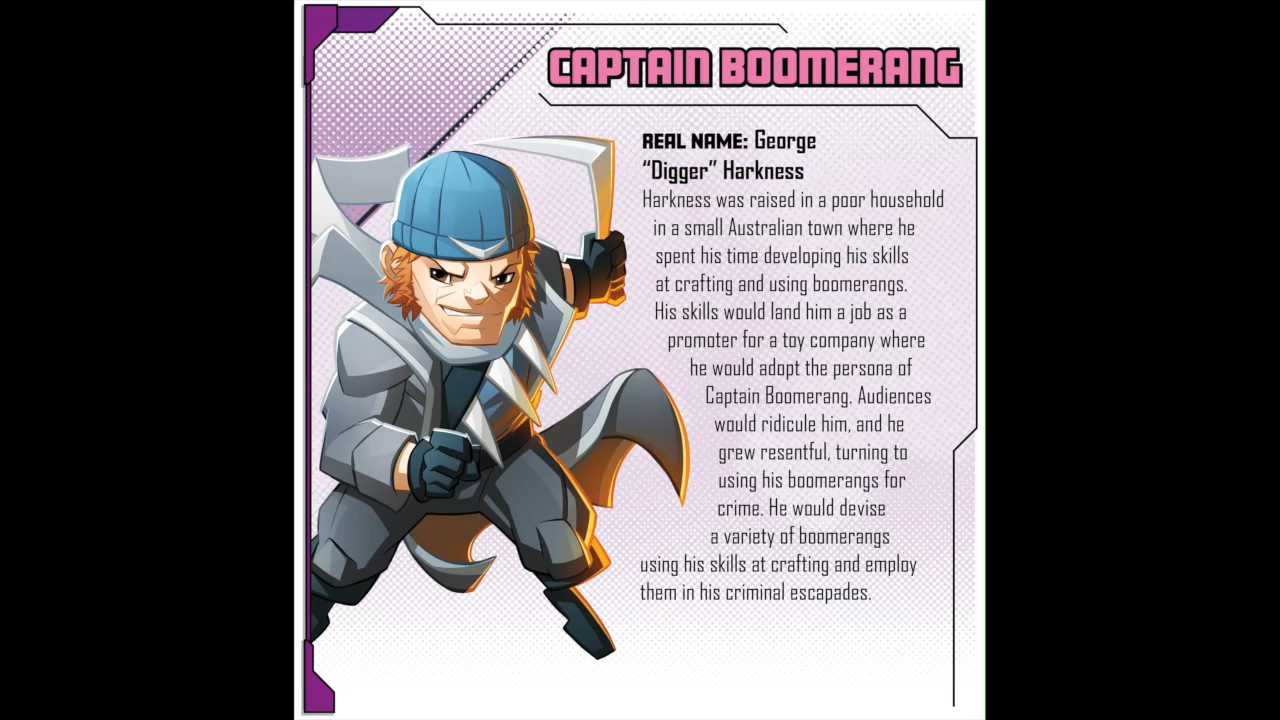 CAPTAIN BOOMERANG
REAL NAME: George
“Digger” Harkness
Harkness was raised in a poor household
in a small Australian town where he
spent his time developing his skills
at crafting and using boomerangs.
His skills would land him a job as a
promoter for a toy company where
he would adopt the persona of
Captain Boomerang. Audiences
would ridicule him, and he
grew resentful, turning to
using his boomerangs for
crime. He would devise
a variety of boomerangs
using his skills at crafting and employ
them in his criminal escapades.